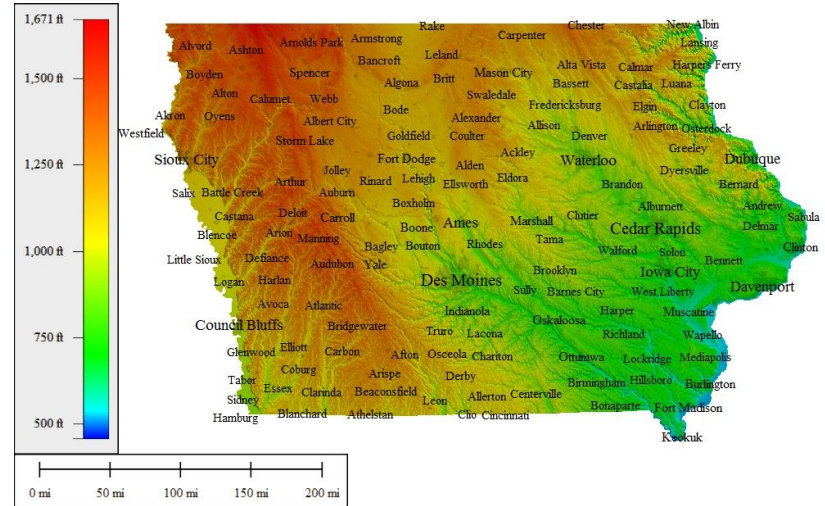 1,671 ft
1,500 ft
1,250 ft
1,000 ft
750 ft
500 ft
Rake
Chester
New Albin
Alvord
Ashton
Arnolds Park
Armstrong
Carpenter
Lansing
Leland
Bancroft
Alta Vista
Calmar
Harpers Ferry
Boyden
Spencer
Algona
Britt
Mason City
Bassett
Castalia
Luana
Alton
Calumet
Webb
Swaledale
Fredericksburg
Elgin
Clayton
Akron
Oyens
Albert City
Bode
Alexander
Westfield
Storm Lake
Goldfield
Coulter
Allison
Denver
Arlington
Osterdock
Sioux City
Fort Dodge
Ackley
Waterloo
Greeley
Dubuque
Jolley
Alden
Dyersville
Salix
Battle Creek
Arthur
Auburn
Rinard
Lehigh
Ellsworth
Eldora
Brandon
Bernard
Castana
Deloit
Carroll
Boxholm
Ames
Marshall
Clutier
Alburnett
Andrew
Sabula
Blencoe
Arion
Manning
Boone
Cedar Rapids
Delmar
Bagley
Bouton
Rhodes
Tama
Walford
Solon
Clinton
Little Sioux
Defiance
Audubon
Yale
Brooklyn
Iowa City
Bennett
Logan
Harlan
Des Moines
Sully
Barnes City
West Liberty
Davenport
Avoca
Atlantic
Indianola
Oskaloosa
Harper
Muscatine
Council Bluffs
Bridgewater
Truro
Lacona
Richland
Wapello
Glenwood
Elliott
Carbon
Afton
Osceola
Chariton
Ottumwa
Lockridge
Mediapolis
Tabor
Coburg
Arispe
Derby
Birmingham
Hillsboro
Burlington
Sidney
Essex
Clarinda
Beaconsfield
Leon
Allerton
Centerville
Bonaparte
Fort Madison
Hamburg
Blanchard
Athelstan
Clio
Cincinnati
Keokuk
0 mi
50 mi
100 mi
150 mi
200 mi